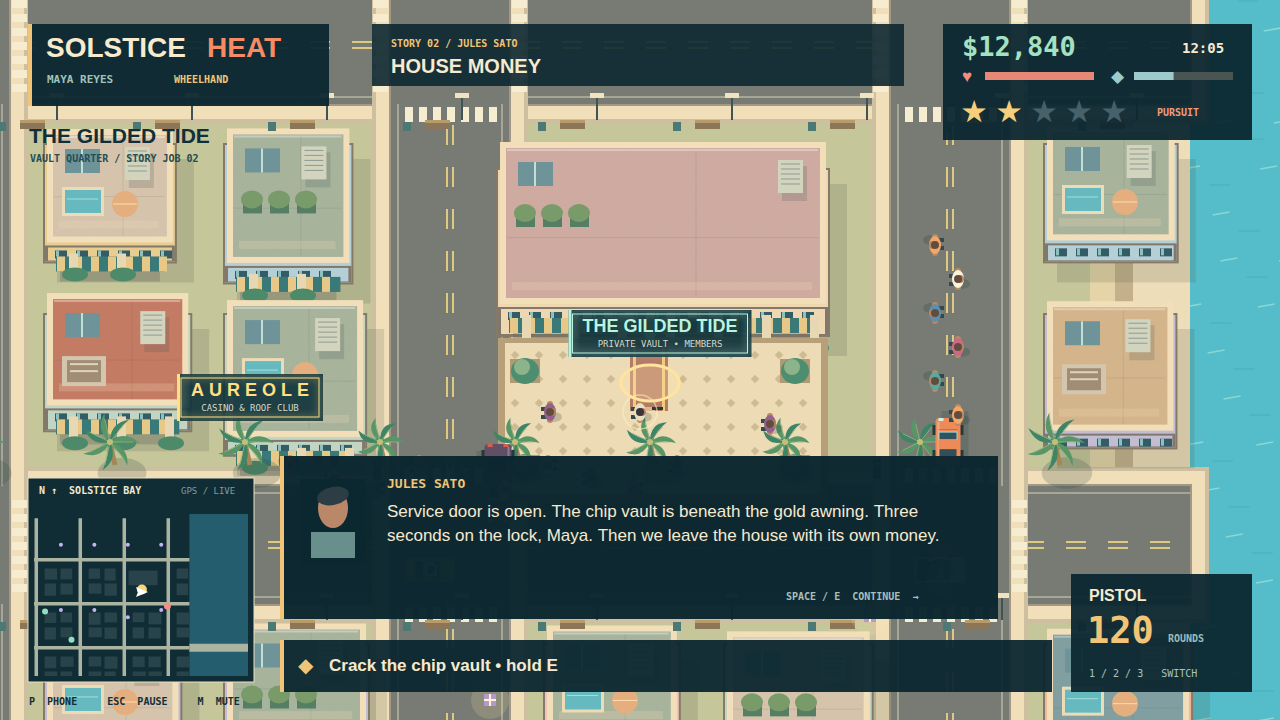 SOLSTICE HEAT
MAYA REYES WHEELHAND
STORY 02 / JULES SATO
HOUSE MONEY
$12,840 12:05
♥ ◆
★ ★ ★ ★ ★ PURSUIT
THE GILDED TIDE
VAULT QUARTER / STORY JOB 02
THE GILDED TIDE
PRIVATE VAULT • MEMBERS
AUREOLE
CASINO & ROOF CLUB
N ↑ SOLSTICE BAY GPS / LIVE
JULES SATO
Service door is open. The chip vault is beneath the gold awning. Three
seconds on the lock, Maya. Then we leave the house with its own money.
SPACE / E CONTINUE →
◆ Crack the chip vault • hold E
PISTOL
120 ROUNDS
1 / 2 / 3 SWITCH
P PHONE ESC PAUSE M MUTE